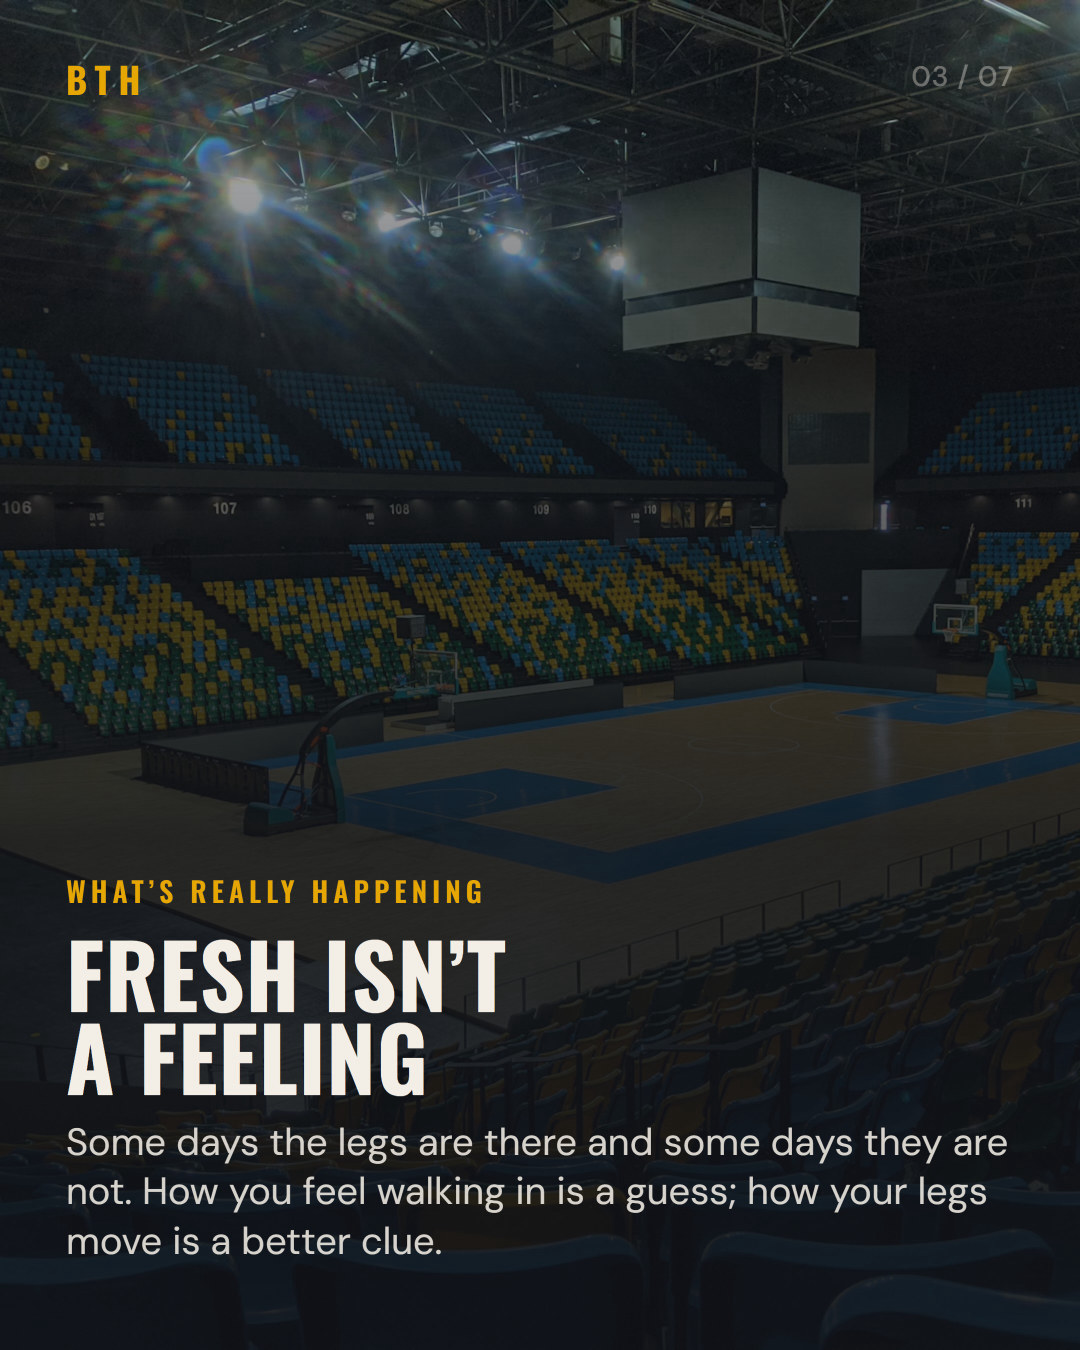 BTH
03 / 07
106
107
108
109
110
111
WHAT’S REALLY HAPPENING
FRESH ISN’T
A FEELING
Some days the legs are there and some days they are
not. How you feel walking in is a guess; how your legs
move is a better clue.